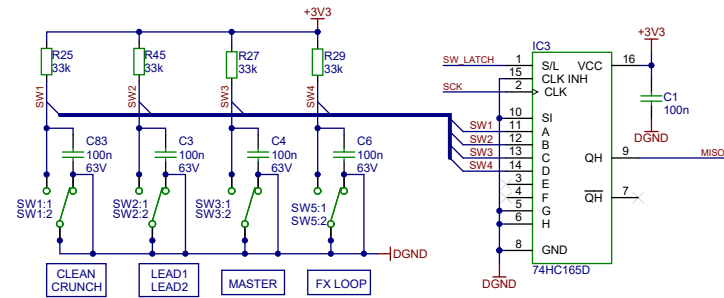 +3V3
R25
33k
R45
33k
R27
33k
R29
33k
SW1
SW2
SW3
SW4
C83
100n
63V
C3
100n
63V
C4
100n
63V
C6
100n
63V
SW1:1
SW1:2
SW2:1
SW2:2
SW3:1
SW3:2
SW5:1
SW5:2
DGND
CLEAN
CRUNCH
LEAD1
LEAD2
MASTER
FX LOOP
IC3
SW_LATCH 1 S/L VCC 16
15 CLK INH
SCK 2 CLK
10 SI
SW1 11 A
SW2 12 B
SW3 13 C QH 9 MISO
SW4 14 D
3 E
4 F QH 7
5 G
6 H
8 GND
74HC165D
DGND
+3V3
C1
100n
DGND